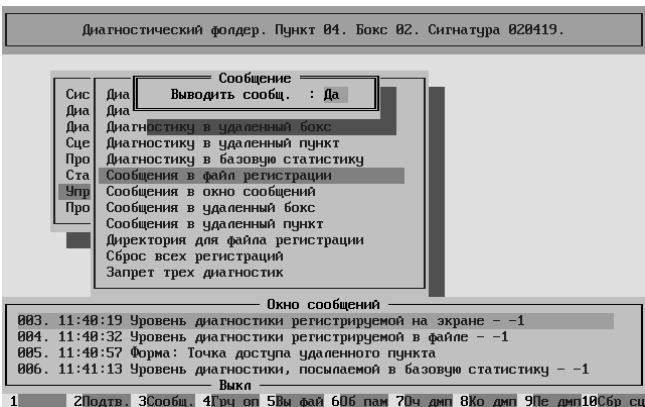 Диагностический фолдер. Пункт 04. Бокс 02. Сигнатура 020419.
Сообщение
Выводить сообщ. : Да
Сис
Диа
Диа
Сце
Про
Ста
Упр
Про
Диа
Диа
Диагностику в удаленный бокс
Диагностику в удаленный пункт
Диагностику в базовую статистику
Сообщения в файл регистрации
Сообщения в окно сообщений
Сообщения в удаленный бокс
Сообщения в удаленный пункт
Директория для файла регистрации
Сброс всех регистраций
Запрет трех диагностик
Окно сообщений
003. 11:40:19 Уровень диагностики регистрируемой на экране - -1
004. 11:40:32 Уровень диагностики регистрируемой в файле - -1
005. 11:40:57 Форма: Точка доступа удаленного пункта
006. 11:41:13 Уровень диагностики, посылаемой в базовую статистику - -1
Выкл
1 2Подтв. 3Сообщ. 4Груп оп 5Вы фай 6Об пам 7Оч дмп 8Ко дмп 9Пе дмп10Сбр сц